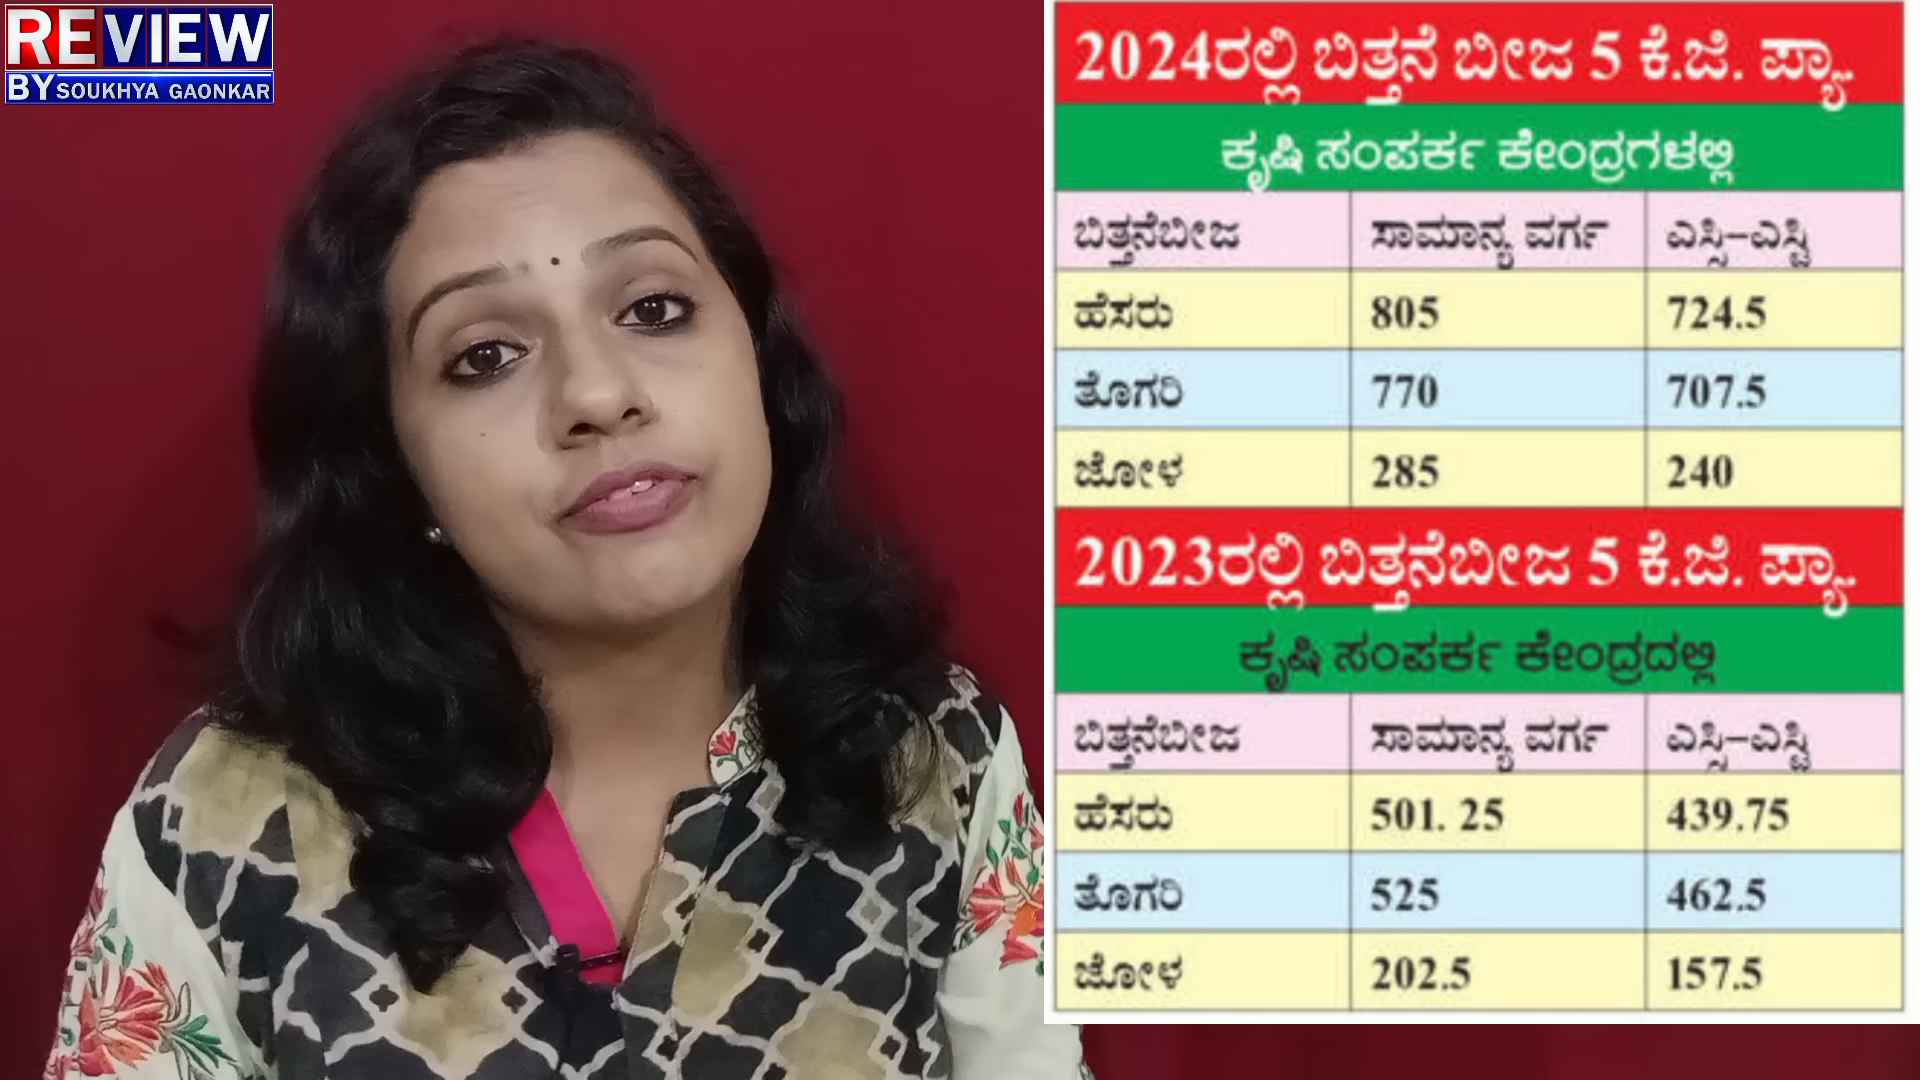 REVIEW
BY SOUKHYA GAONKAR
2024ರಲ್ಲಿ ಬಿತ್ತನೆ ಬೀಜ 5 ಕೆ.ಜಿ. ಪ್ಯಾ.
ಕೃಷಿ ಸಂಪರ್ಕ ಕೇಂದ್ರಗಳಲ್ಲಿ
ಬಿತ್ತನೆಬೀಜ ಸಾಮಾನ್ಯ ವರ್ಗ ಎಸ್ಸಿ–ಎಸ್ಟಿ
ಹೆಸರು 805 724.5
ತೊಗರಿ 770 707.5
ಜೋಳ 285 240
2023ರಲ್ಲಿ ಬಿತ್ತನೆಬೀಜ 5 ಕೆ.ಜಿ. ಪ್ಯಾ.
ಕೃಷಿ ಸಂಪರ್ಕ ಕೇಂದ್ರದಲ್ಲಿ
ಬಿತ್ತನೆಬೀಜ ಸಾಮಾನ್ಯ ವರ್ಗ ಎಸ್ಸಿ–ಎಸ್ಟಿ
ಹೆಸರು 501. 25 439.75
ತೊಗರಿ 525 462.5
ಜೋಳ 202.5 157.5